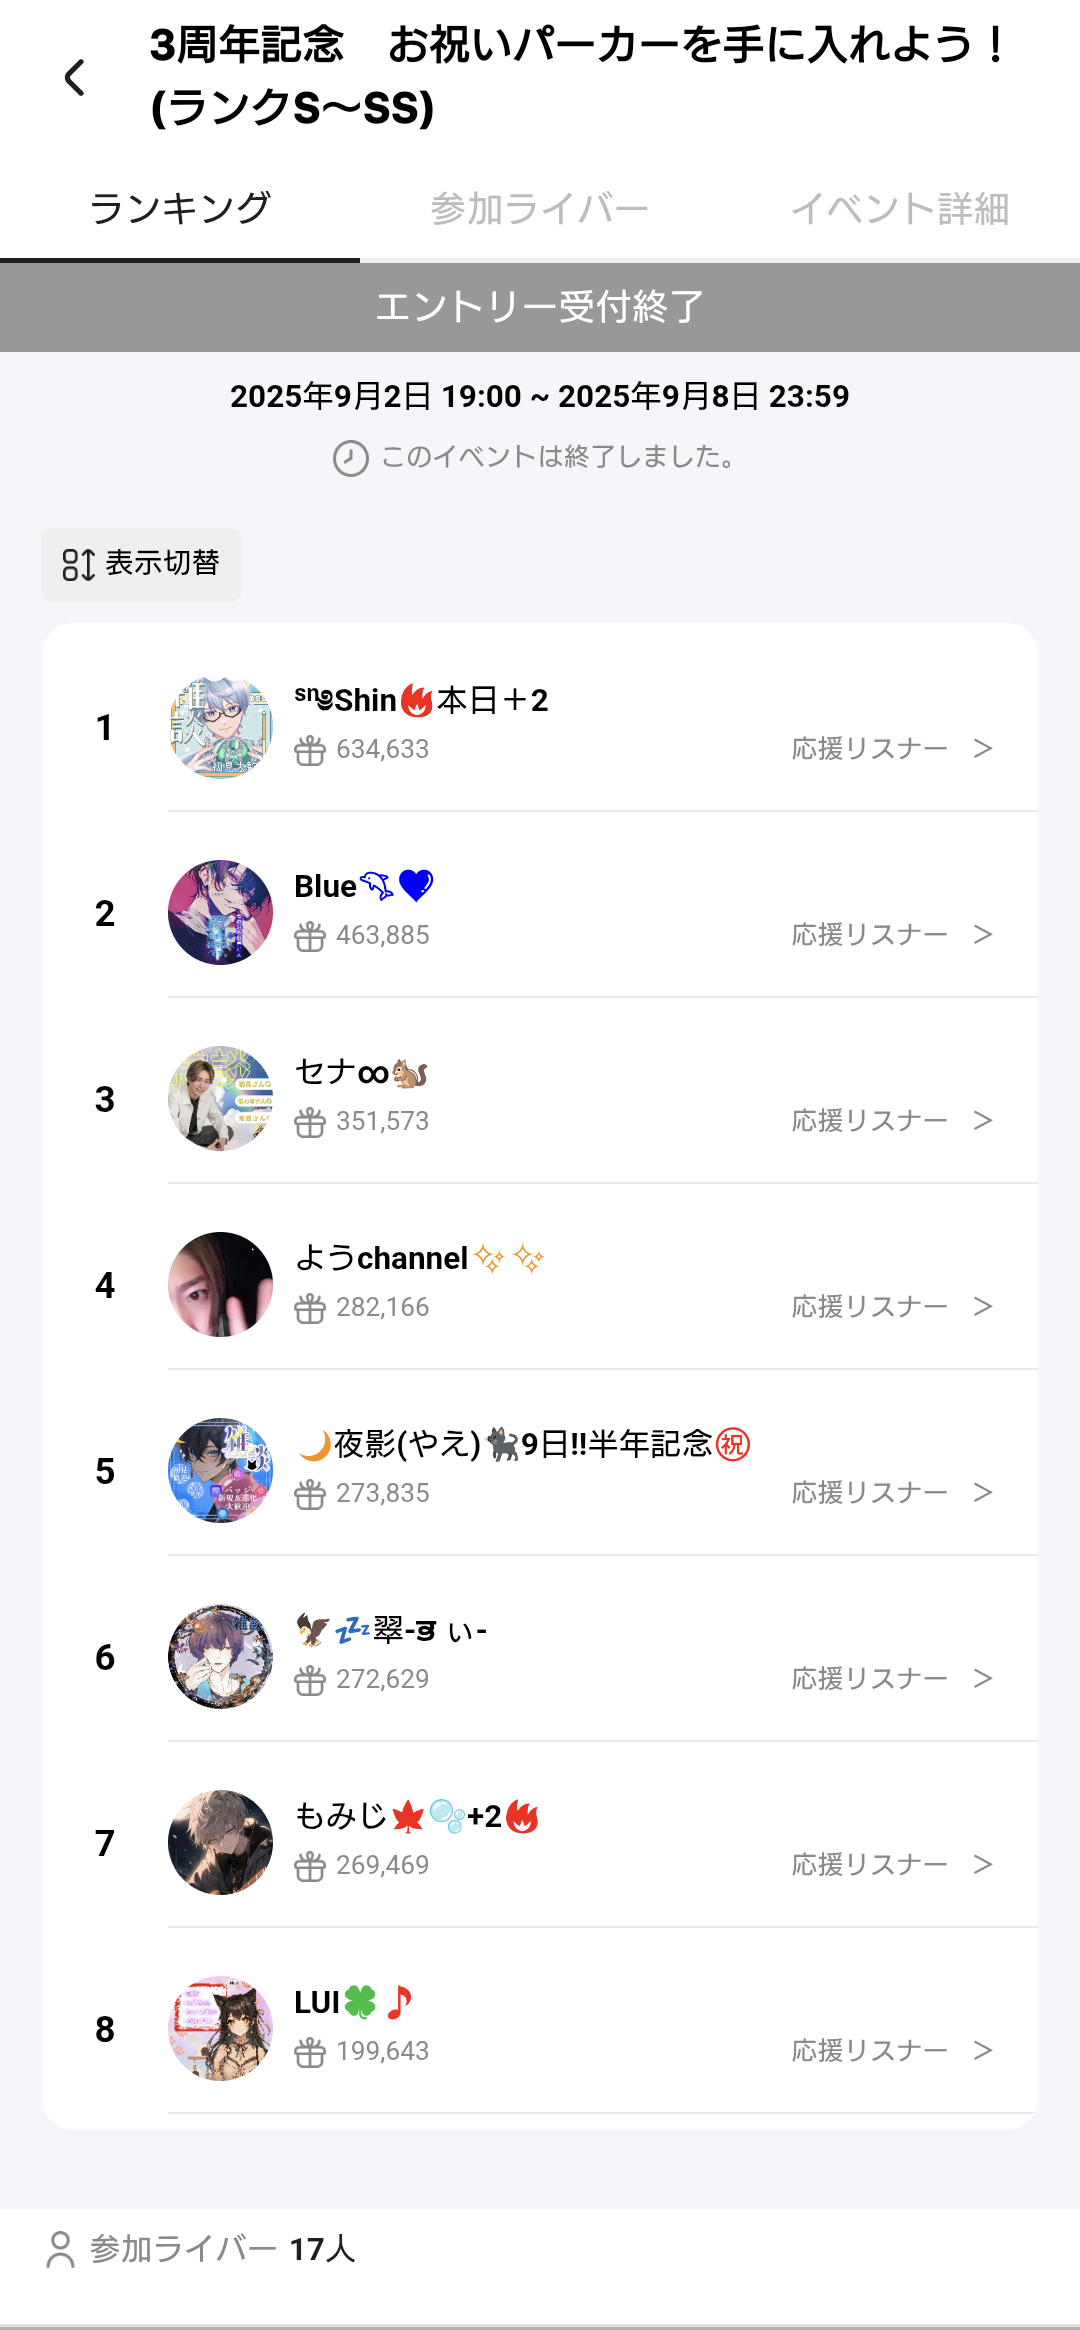 3周年記念　お祝いパーカーを手に入れよう！
(ランクS〜SS)
ランキング
参加ライバー
イベント詳細
エントリー受付終了
2025年9月2日 19:00 ~ 2025年9月8日 23:59
このイベントは終了しました。
表示切替
1
Shin🔥本日＋2
634,633
応援リスナー ＞
2
Blue🐬💙
463,885
応援リスナー ＞
3
セナ∞🐿️
351,573
応援リスナー ＞
4
ようchannel✨✨
282,166
応援リスナー ＞
5
🌙夜影(やえ)🐈‍⬛9日!!半年記念㊗️
273,835
応援リスナー ＞
6
🦅💤翠-す ぃ-
272,629
応援リスナー ＞
7
もみじ🍁🫧+2🔥
269,469
応援リスナー ＞
8
LUI🍀🎵
199,643
応援リスナー ＞
参加ライバー 17人